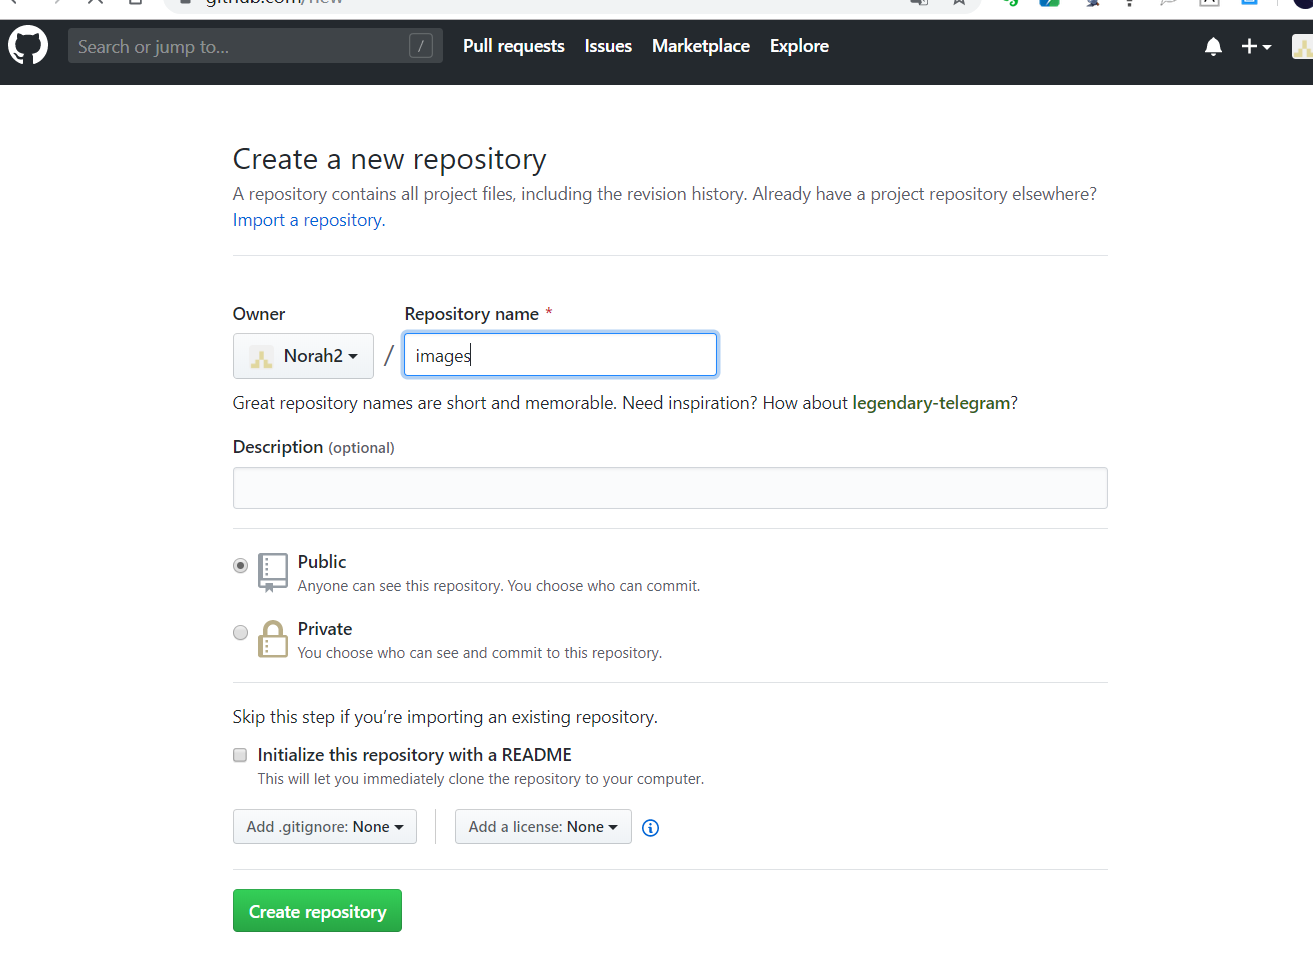 github.com/new
Search or jump to... /
Pull requests Issues Marketplace Explore
Create a new repository
A repository contains all project files, including the revision history. Already have a project repository elsewhere?
Import a repository.
Owner Repository name *
Norah2 / images
Great repository names are short and memorable. Need inspiration? How about legendary-telegram?
Description (optional)
Public
Anyone can see this repository. You choose who can commit.
Private
You choose who can see and commit to this repository.
Skip this step if you’re importing an existing repository.
Initialize this repository with a README
This will let you immediately clone the repository to your computer.
Add .gitignore: None Add a license: None
Create repository